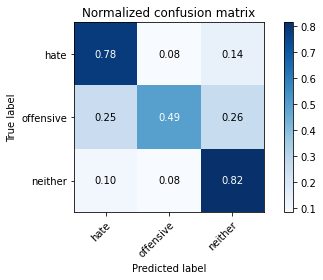 Normalized confusion matrix
True label
hate
0.78 0.08 0.14
offensive
0.25 0.49 0.26
neither
0.10 0.08 0.82
hate
offensive
neither
Predicted label
0.8
0.7
0.6
0.5
0.4
0.3
0.2
0.1